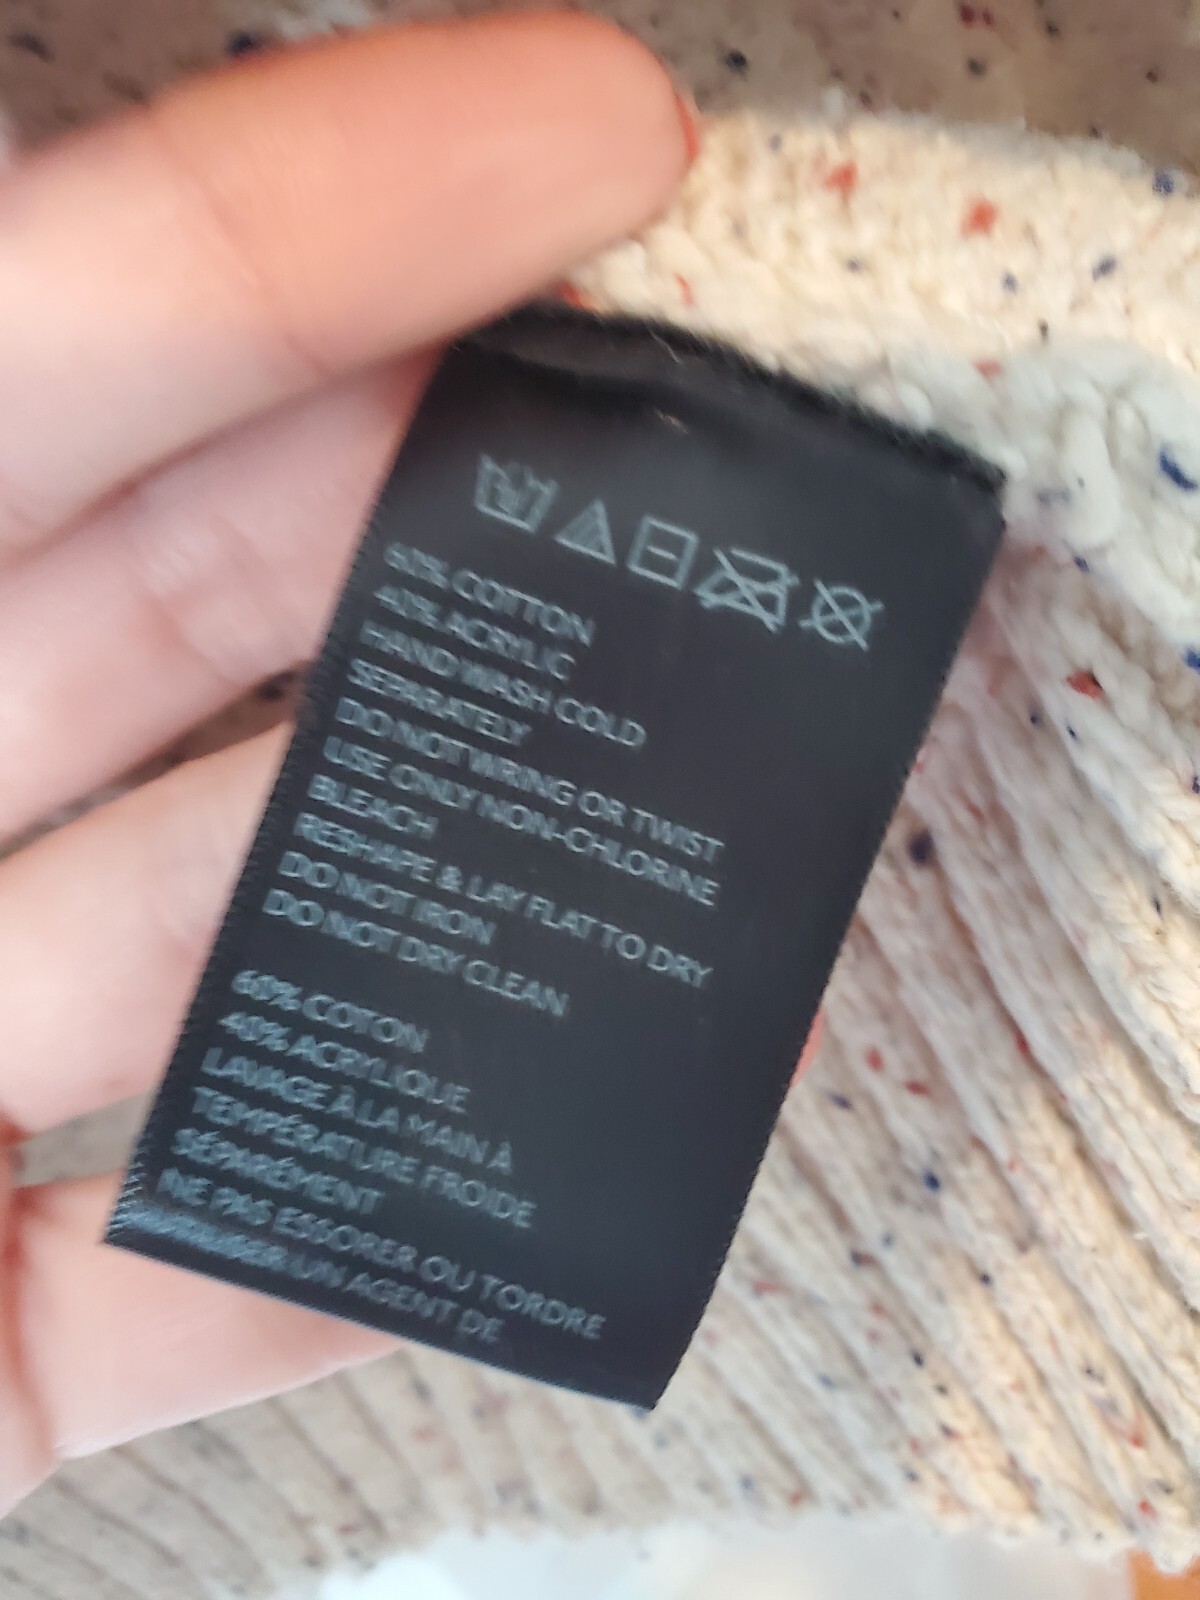 60% COTTON
40% ACRYLIC
HAND WASH COLD
SEPARATELY
DO NOT WRING OR TWIST
USE ONLY NON-CHLORINE
BLEACH
RESHAPE & LAY FLAT TO DRY
DO NOT IRON
DO NOT DRY CLEAN
60% COTON
40% ACRYLIQUE
LAVAGE À LA MAIN À
TEMPÉRATURE FROIDE
SÉPARÉMENT
NE PAS ESSORER OU TORDRE
UN AGENT DE